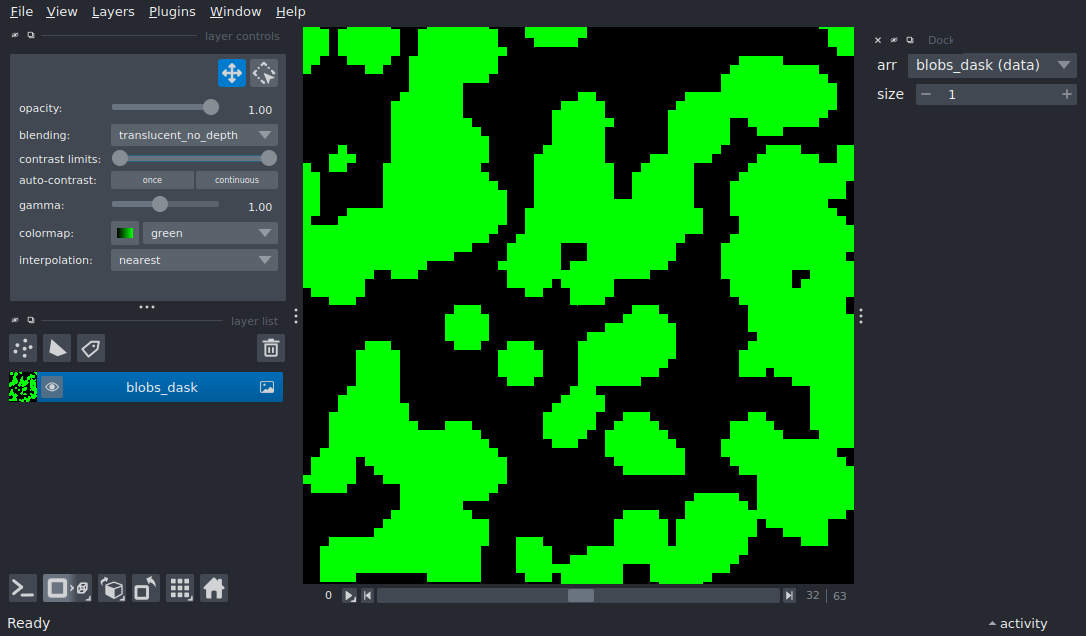 File View Layers Plugins Window Help
layer controls
opacity: 1.00
blending: translucent_no_depth
contrast limits:
auto-contrast: once continuous
gamma: 1.00
colormap: green
interpolation: nearest
layer list
blobs_dask
0 32 63
Ready
activity
Dock
arr blobs_dask (data)
size 1